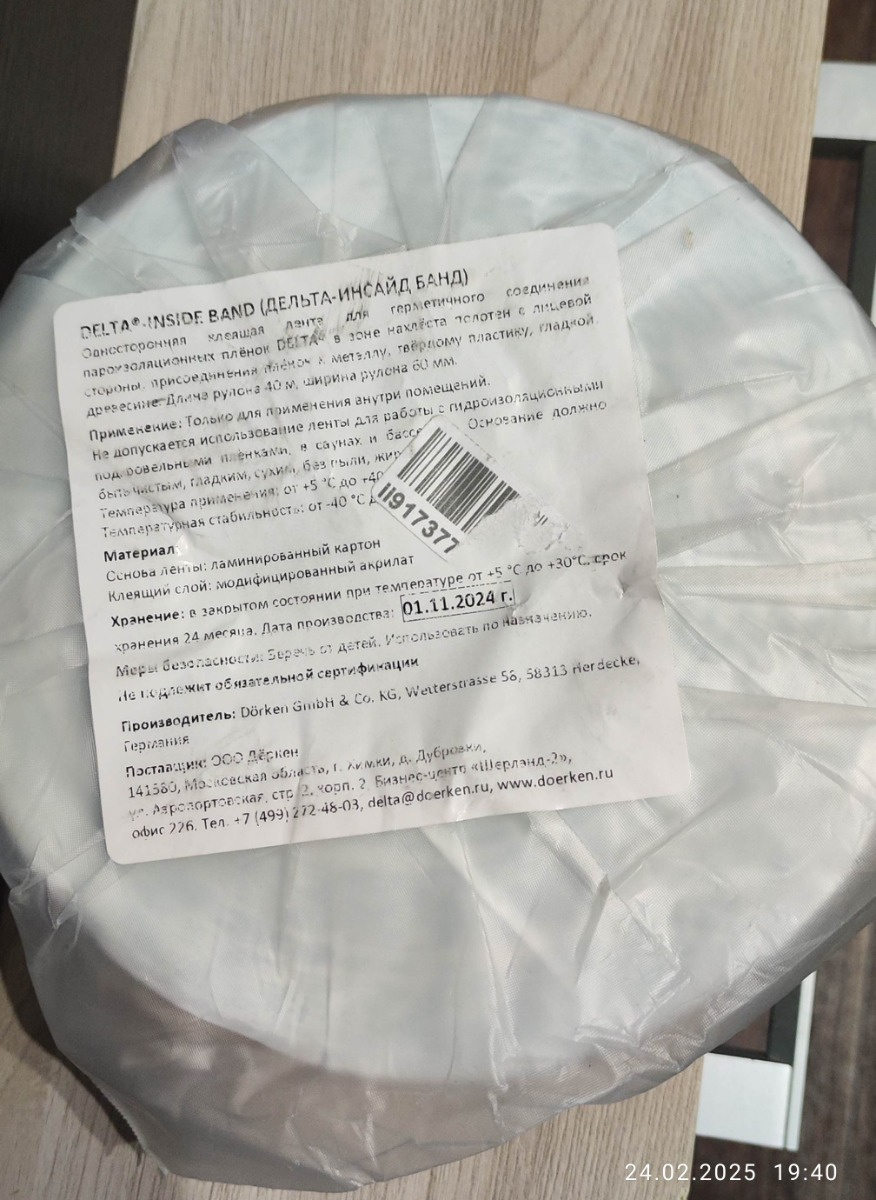 DELTA®-INSIDE BAND (ДЕЛЬТА-ИНСАЙД БАНД)
Односторонняя клеящая лента для герметичного соединения
пароизоляционных плёнок DELTA® в зоне нахлёста полотен с лицевой
стороны, присоединения плёнок к металлу, твёрдому пластику, гладкой
древесине. Длина рулона 40 м, ширина рулона 60 мм.
Применение: Только для применения внутри помещений.
Не допускается использование ленты для работы с гидроизоляционными
подкровельными плёнками, в саунах и Основание должно
быть чистым, гладким, сухим, без пыли,
Температура применения: от +5 °C до +40
Температурная стабильность: от -40 °C
II917377
Материал:
Основа ленты: ламинированный картон
Клеящий слой: модифицированный акрилат
Хранение: в закрытом состоянии при температуре от +5 °C до +30°C, срок
хранения 24 месяца. Дата производства: 01.11.2024 г.
Меры безопасности: Беречь от детей. Использовать по назначению.
Не подлежит обязательной сертификации
Производитель: Dörken GmbH & Co. KG, Wetterstrasse 58, 58313 Herdecke,
Германия
Поставщик: ООО Дёркен
141580, Московская область, г. Химки, д. Дубровки,
ул. Аэропортовская, стр. 2, корп. 2, Бизнес-центр «Шерланд-2»,
офис 226. Тел. +7 (499) 272-48-03, delta@doerken.ru, www.doerken.ru
24.02.2025 19:40